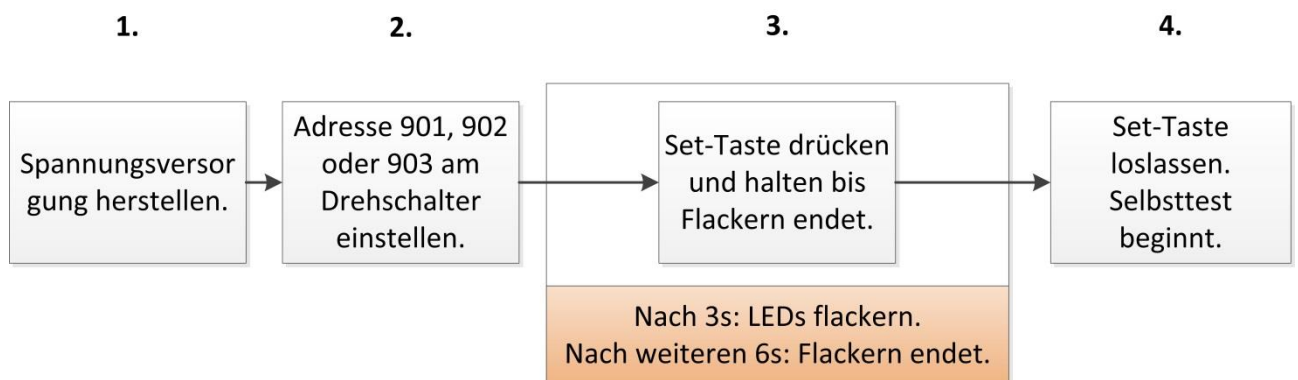 1.
2.
3.
4.
Spannungsversor
gung herstellen.
Adresse 901, 902
oder 903 am
Drehschalter
einstellen.
Set-Taste drücken
und halten bis
Flackern endet.
Set-Taste
loslassen.
Selbsttest
beginnt.
Nach 3s: LEDs flackern.
Nach weiteren 6s: Flackern endet.